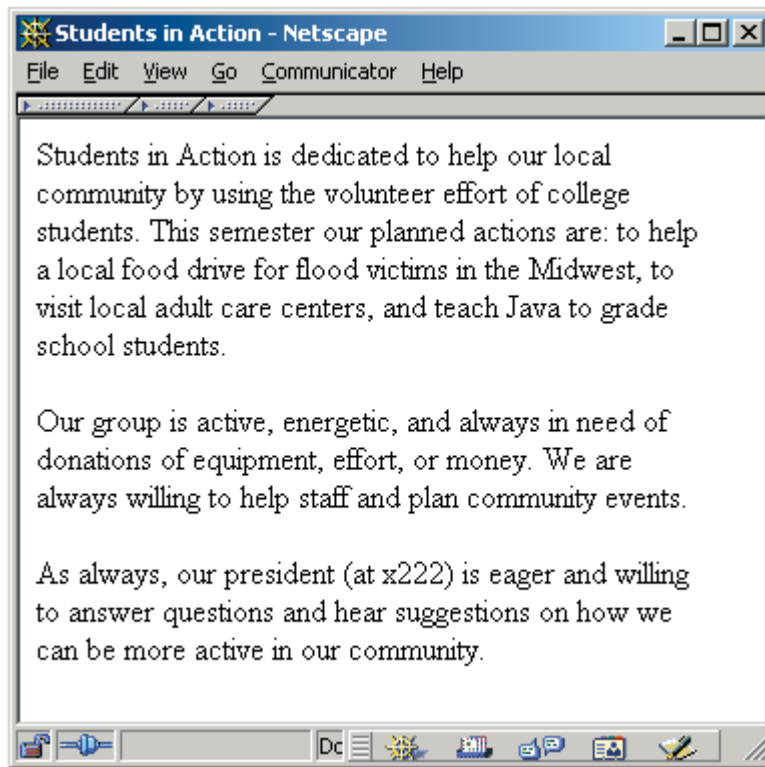 Students in Action - Netscape
File Edit View Go Communicator Help
Students in Action is dedicated to help our local
community by using the volunteer effort of college
students. This semester our planned actions are: to help
a local food drive for flood victims in the Midwest, to
visit local adult care centers, and teach Java to grade
school students.
Our group is active, energetic, and always in need of
donations of equipment, effort, or money. We are
always willing to help staff and plan community events.
As always, our president (at x222) is eager and willing
to answer questions and hear suggestions on how we
can be more active in our community.
Dc